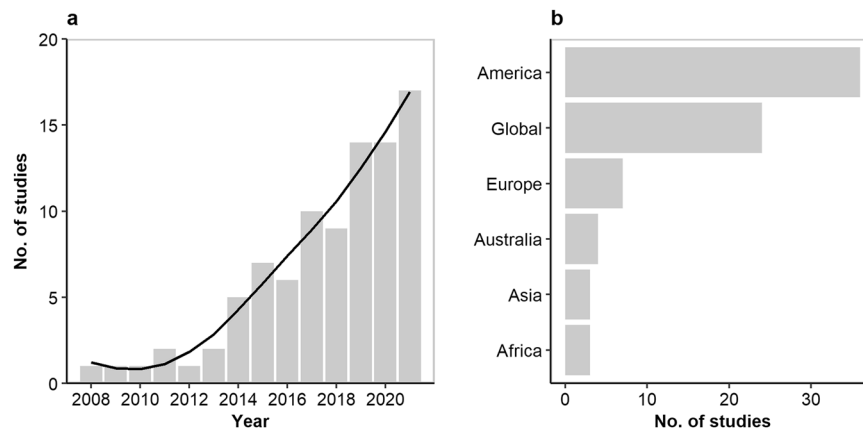 a
20
15
10
5
0
No. of studies
2008 2010 2012 2014 2016 2018 2020
Year
b
America
Global
Europe
Australia
Asia
Africa
0 10 20 30
No. of studies